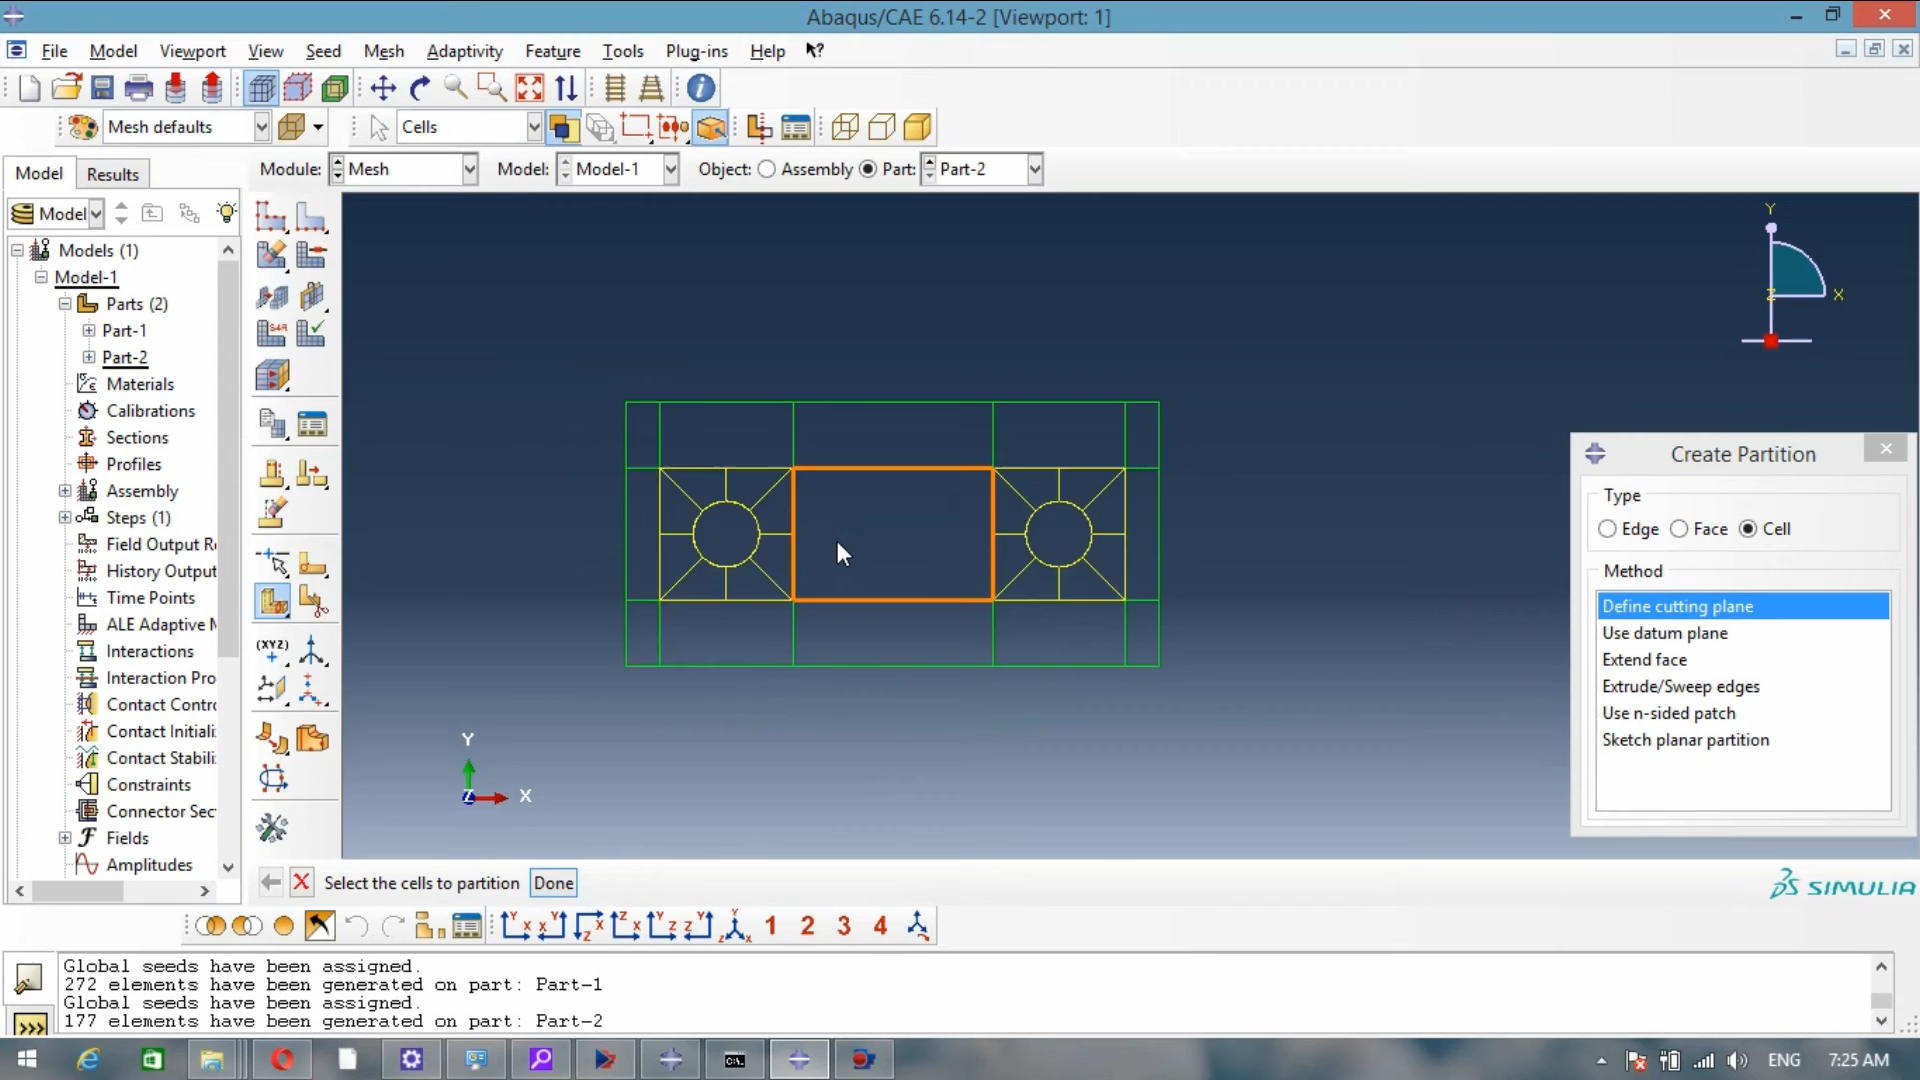 Abaqus/CAE 6.14-2 [Viewport: 1]
File Model Viewport View Seed Mesh Adaptivity Feature Tools Plug-ins Help
Mesh defaults
Cells
Model Results
Module: Mesh Model: Model-1 Object: Assembly Part: Part-2
Model
Models (1)
Model-1
Parts (2)
Part-1
Part-2
Materials
Calibrations
Sections
Profiles
Assembly
Steps (1)
Field Output R
History Output
Time Points
ALE Adaptive M
Interactions
Interaction Pro
Contact Contr
Contact Initiali
Contact Stabili
Constraints
Connector Sec
Fields
Amplitudes
S4R
(XYZ)
Y
Z X
Y
Z X
Create Partition
Type
Edge Face Cell
Method
Define cutting plane
Use datum plane
Extend face
Extrude/Sweep edges
Use n-sided patch
Sketch planar partition
Select the cells to partition Done
SIMULIA
1 2 3 4
Global seeds have been assigned.
272 elements have been generated on part: Part-1
Global seeds have been assigned.
177 elements have been generated on part: Part-2
>>>
ENG 7:25 AM